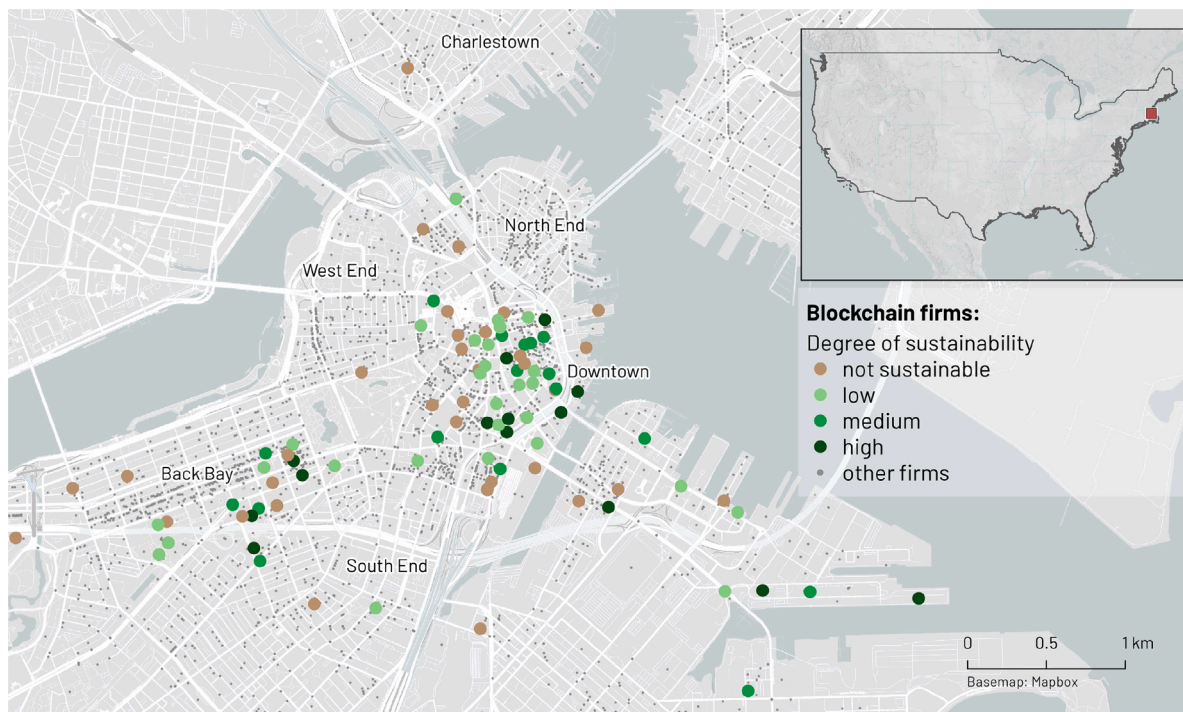 Charlestown
North End
West End
Downtown
Back Bay
South End
Blockchain firms:
Degree of sustainability
not sustainable
low
medium
high
other firms
0 0.5 1 km
Basemap: Mapbox